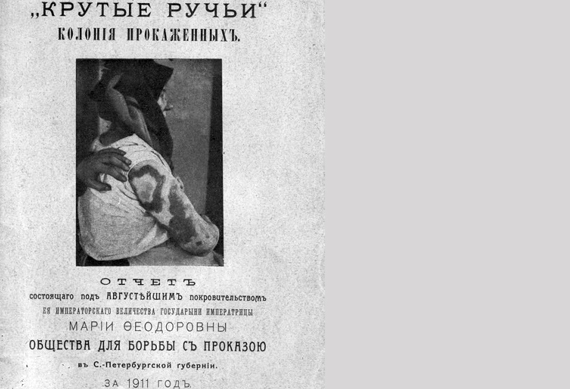 „КРУТЫЕ РУЧЬИ“
КОЛОНІЯ ПРОКАЖЕННЫХЪ.
ОТЧЕТЪ
состоящаго подъ АВГУСТѢЙШИМЪ покровительствомъ
ЕЯ ИМПЕРАТОРСКАГО ВЕЛИЧЕСТВА ГОСУДАРЫНИ ИМПЕРАТРИЦЫ
МАРІИ ѲЕОДОРОВНЫ
ОБЩЕСТВА ДЛЯ БОРЬБЫ СЪ ПРОКАЗОЮ
въ С.-Петербургской губерніи.
ЗА 1911 ГОДЪ.